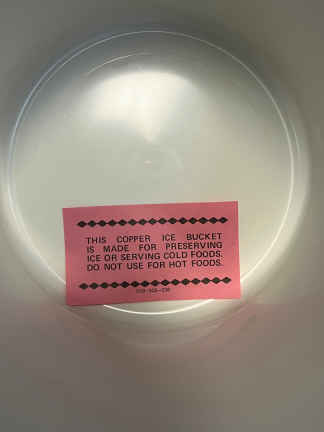 THIS COPPER ICE BUCKET
IS MADE FOR PRESERVING
ICE OR SERVING COLD FOODS.
DO NOT USE FOR HOT FOODS.